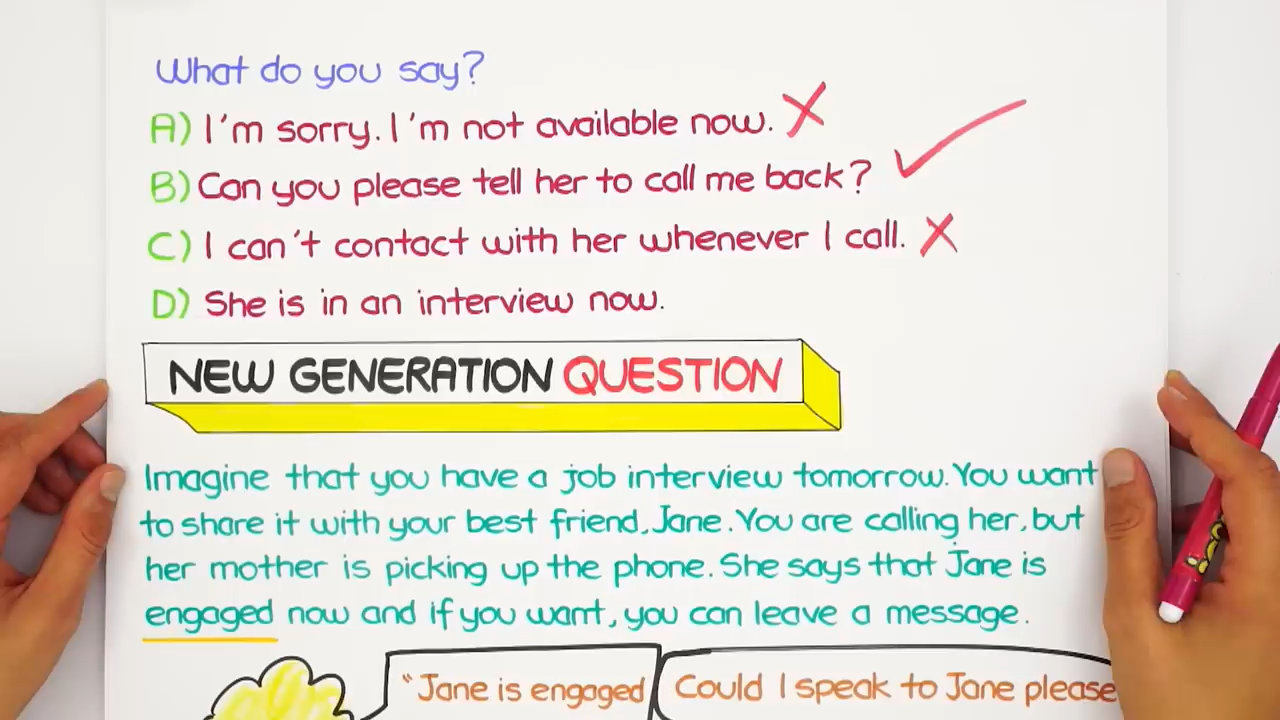 What do you say?
A) I'm sorry. I'm not available now.
B) Can you please tell her to call me back?
C) I can't contact with her whenever I call.
D) She is in an interview now.
NEW GENERATION QUESTION
Imagine that you have a job interview tomorrow. You want
to share it with your best friend, Jane. You are calling her, but
her mother is picking up the phone. She says that Jane is
engaged now and if you want, you can leave a message.
"Jane is engaged
Could I speak to Jane please